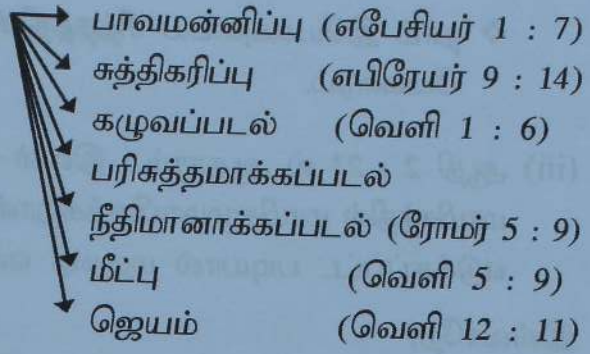 பாவமன்னிப்பு (எபேசியர் 1 : 7)
சுத்திகரிப்பு (எபிரேயர் 9 : 14)
கழுவப்படல் (வெளி 1 : 6)
பரிசுத்தமாக்கப்படல்
நீதிமானாக்கப்படல் (ரோமர் 5 : 9)
மீட்பு (வெளி 5 : 9)
ஜெயம் (வெளி 12 : 11)